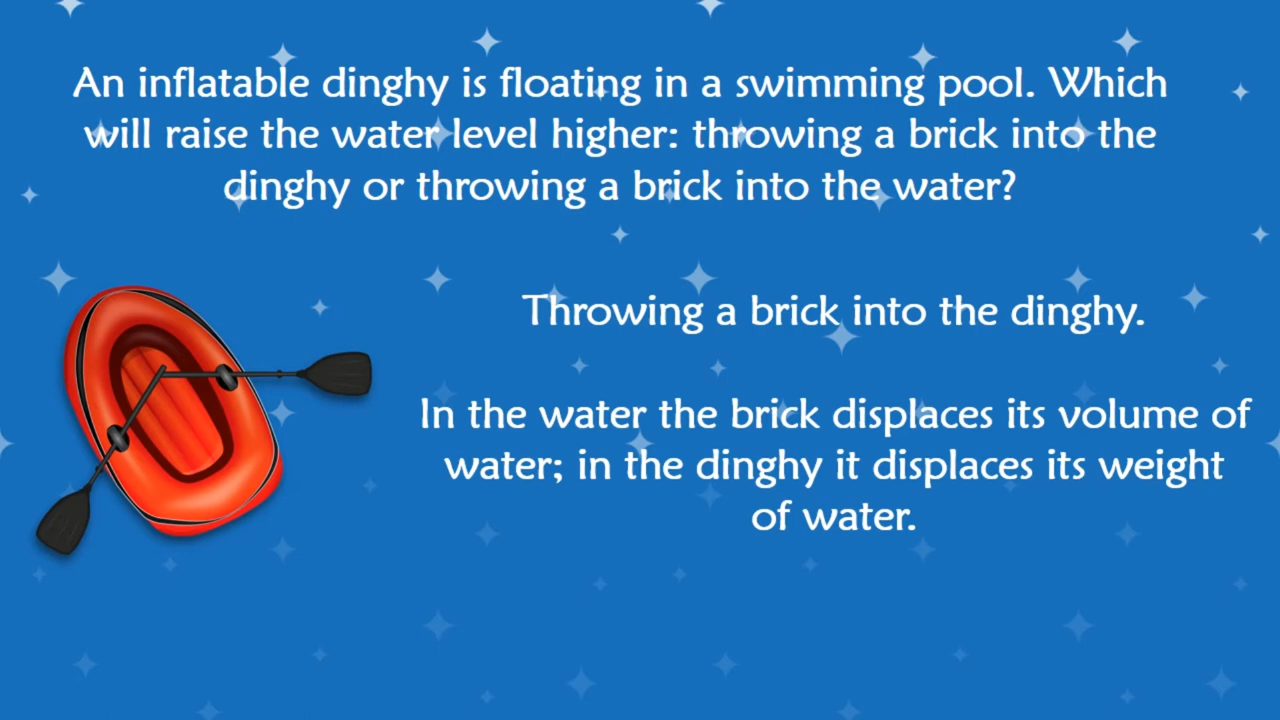 An inflatable dinghy is floating in a swimming pool. Which
will raise the water level higher: throwing a brick into the
dinghy or throwing a brick into the water?
Throwing a brick into the dinghy.
In the water the brick displaces its volume of
water; in the dinghy it displaces its weight
of water.